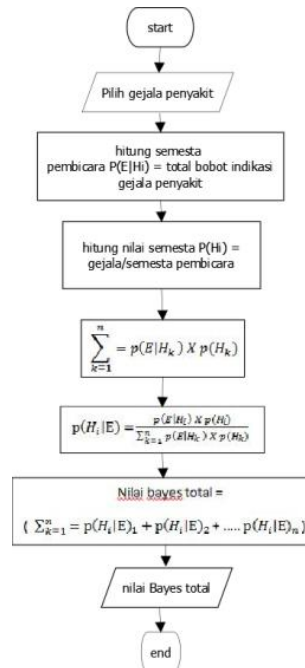 start
Pilih gejala penyakit
hitung semesta
pembicara P(E|Hi) = total bobot indikasi
gejala penyakit
hitung nilai semesta P(Hi) =
gejala/semesta pembicara
∑_{k=1}^{n} = p(E|H_k) X p(H_k)
p(H_i|E) = p(E|H_i) X p(H_i) / ∑_{k=1}^{n} p(E|H_k) X p(H_k)
Nilai bayes total =
( ∑_{k=1}^{n} = p(H_i|E)_1 + p(H_i|E)_2 + ..... p(H_i|E)_n)
nilai Bayes total
end